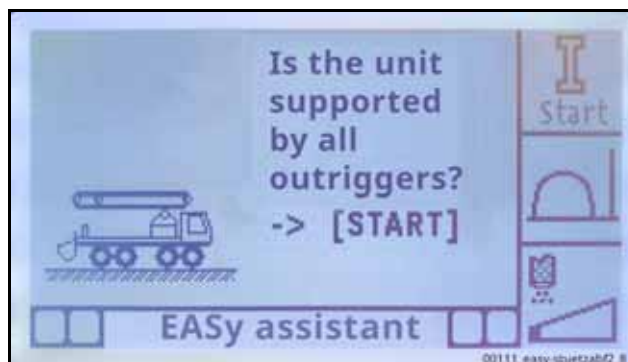 Is the unit
supported
by all
outriggers?
-> [START]
I
Start
EASy assistant